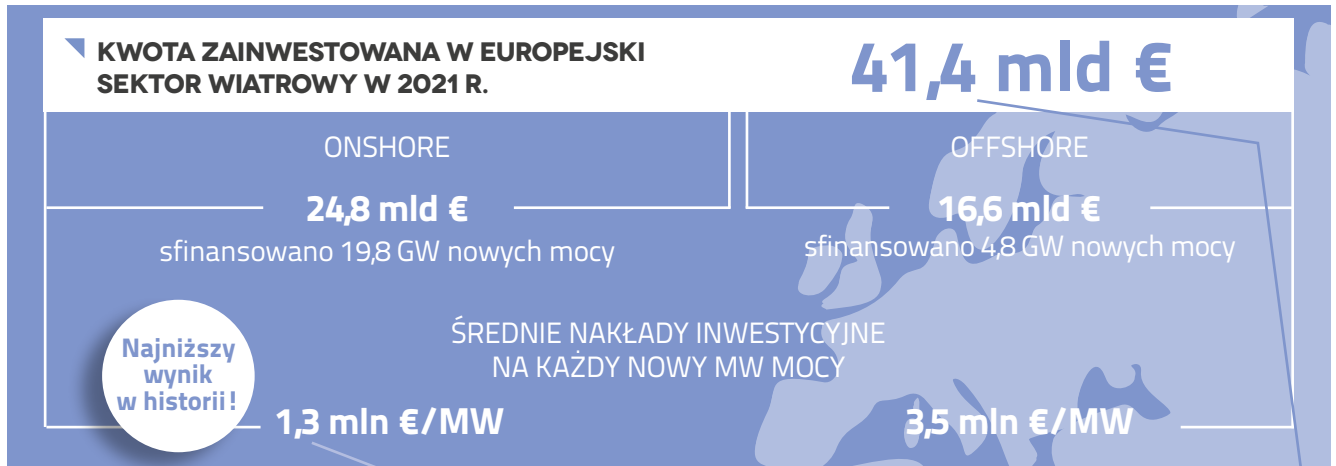 KWOTA ZAINWESTOWANA W EUROPEJSKI
SEKTOR WIATROWY W 2021 R.
41,4 mld €
ONSHORE
24,8 mld €
sfinansowano 19,8 GW nowych mocy
OFFSHORE
16,6 mld €
sfinansowano 4,8 GW nowych mocy
ŚREDNIE NAKŁADY INWESTYCYJNE
NA KAŻDY NOWY MW MOCY
Najniższy
wynik
w historii!
1,3 mln €/MW
3,5 mln €/MW